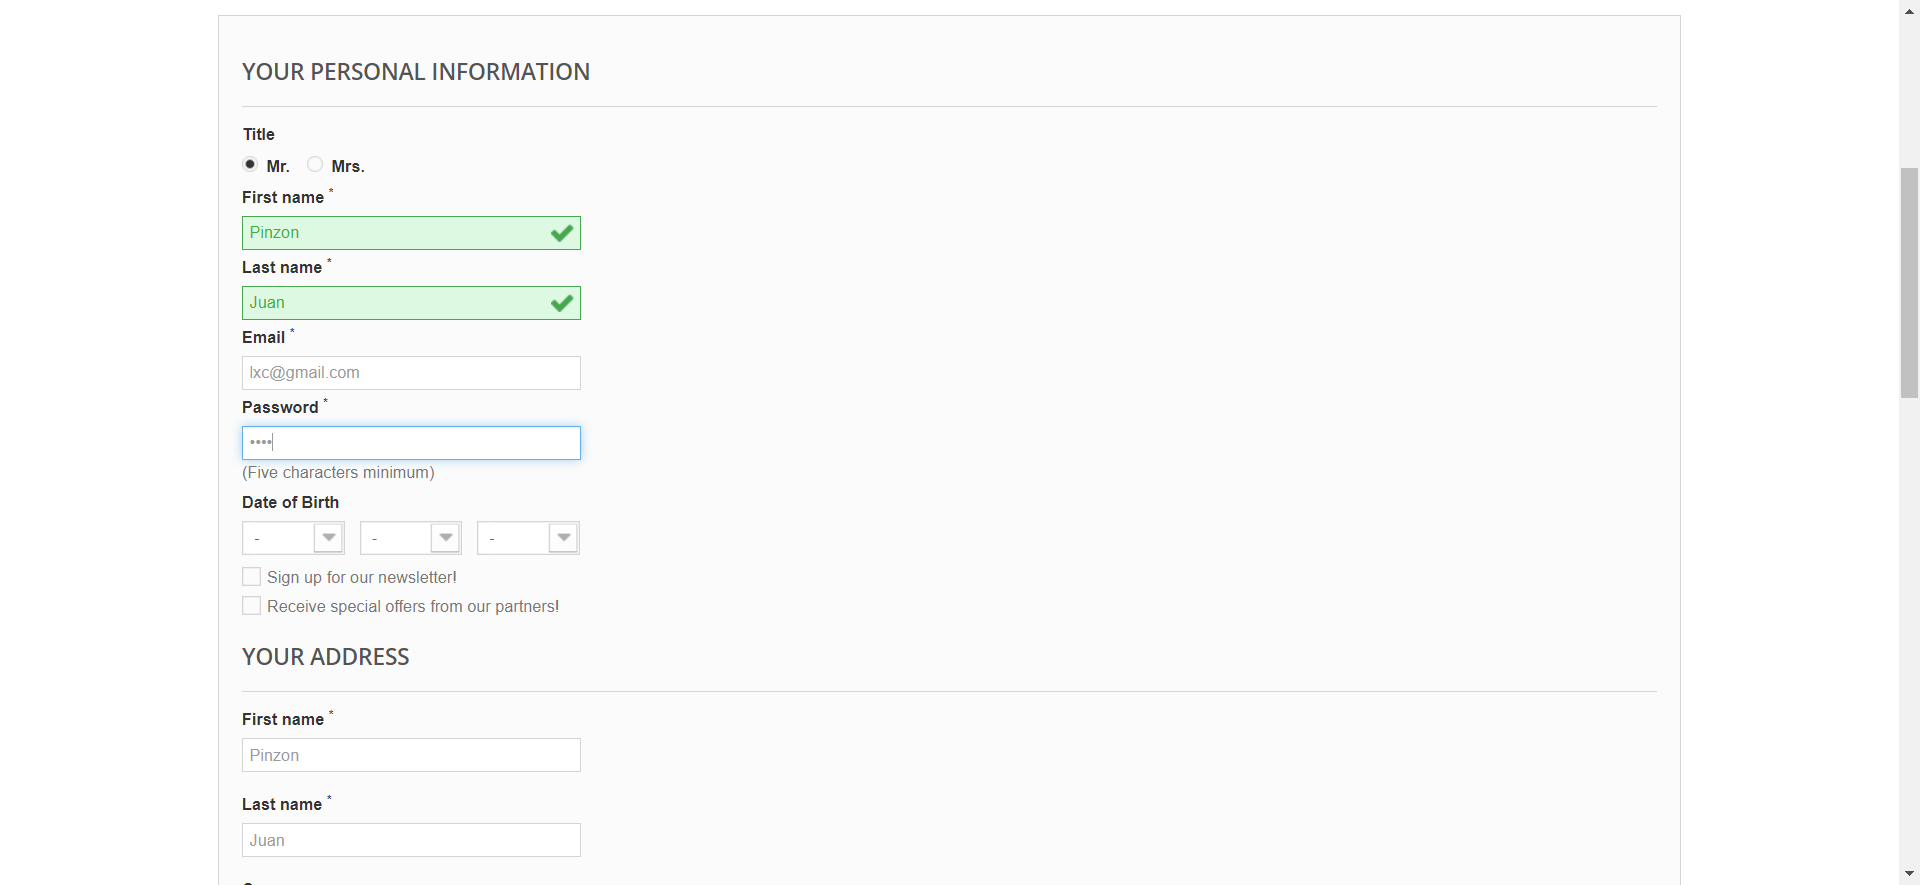 YOUR PERSONAL INFORMATION
Title
Mr. Mrs.
First name *
Pinzon
Last name *
Juan
Email *
lxc@gmail.com
Password *
••••
(Five characters minimum)
Date of Birth
- - -
Sign up for our newsletter!
Receive special offers from our partners!
YOUR ADDRESS
First name *
Pinzon
Last name *
Juan